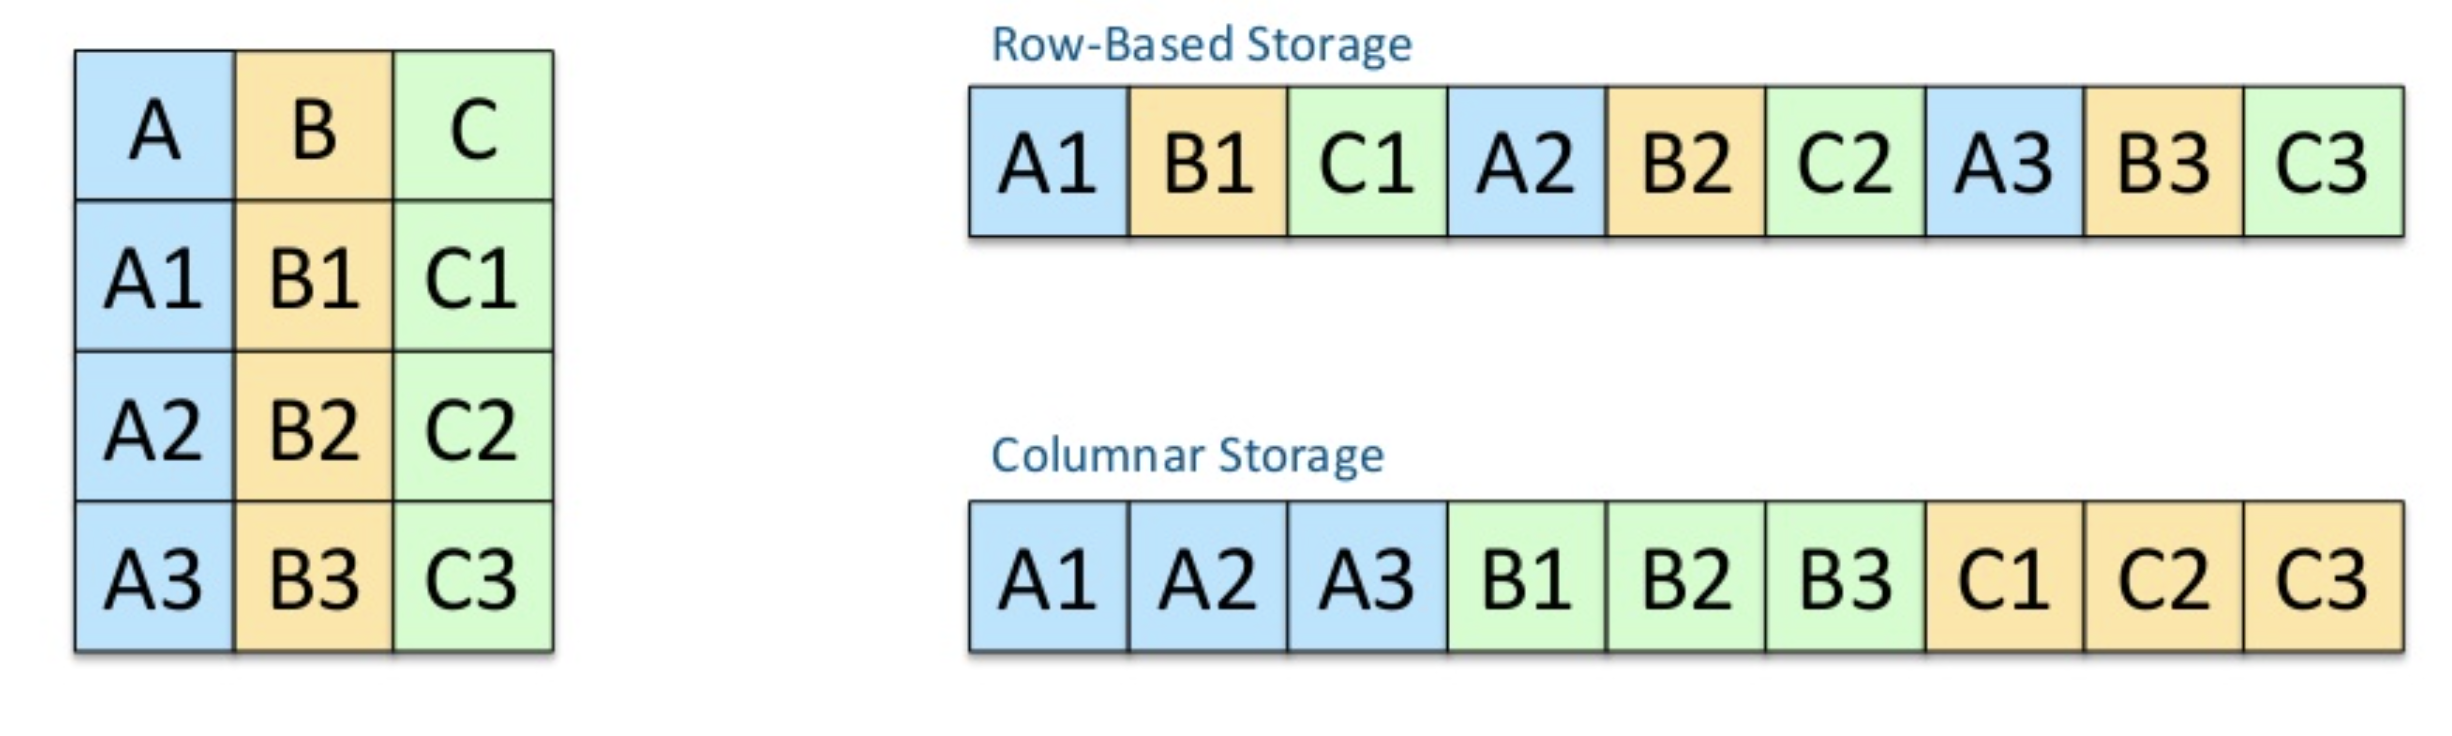 A B C
A1 B1 C1
A2 B2 C2
A3 B3 C3
Row-Based Storage
A1 B1 C1 A2 B2 C2 A3 B3 C3
Columnar Storage
A1 A2 A3 B1 B2 B3 C1 C2 C3